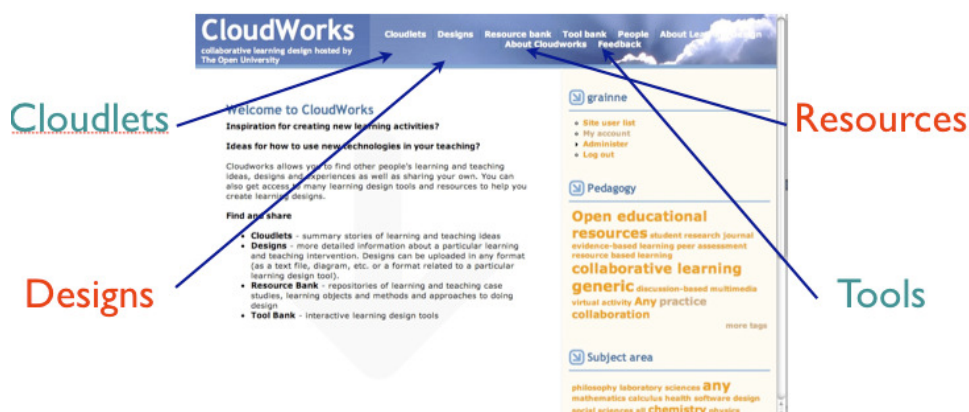 CloudWorks
collaborative learning design hosted by
The Open University
Cloudlets Designs Resource bank Tool bank People About Learning Design
About Cloudworks Feedback
Cloudlets
Designs
Resources
Tools
Welcome to CloudWorks
Inspiration for creating new learning activities?
Ideas for how to use new technologies in your teaching?
Cloudworks allows you to find other people's learning and teaching
ideas, designs and experiences as well as sharing your own. You can
also get access to many learning design tools and resources to help you
create learning designs.
Find and share
Cloudlets - summary stories of learning and teaching ideas
Designs - more detailed information about a particular learning
and teaching intervention. Designs can be uploaded in any format
(as a text file, diagram, etc. or a format related to a particular
learning design tool).
Resource Bank - repositories of learning and teaching case
studies, learning objects and methods and approaches to doing
design
Tool Bank - interactive learning design tools
grainne
Site user list
My account
Administer
Log out
Pedagogy
Open educational
resources student research journal
evidence-based learning peer assessment
resource based learning
collaborative learning
generic discussion-based multimedia
virtual activity Any practice
collaboration
more tags
Subject area
philosophy laboratory sciences any
mathematics calculus health software design
social sciences all chemistry physics